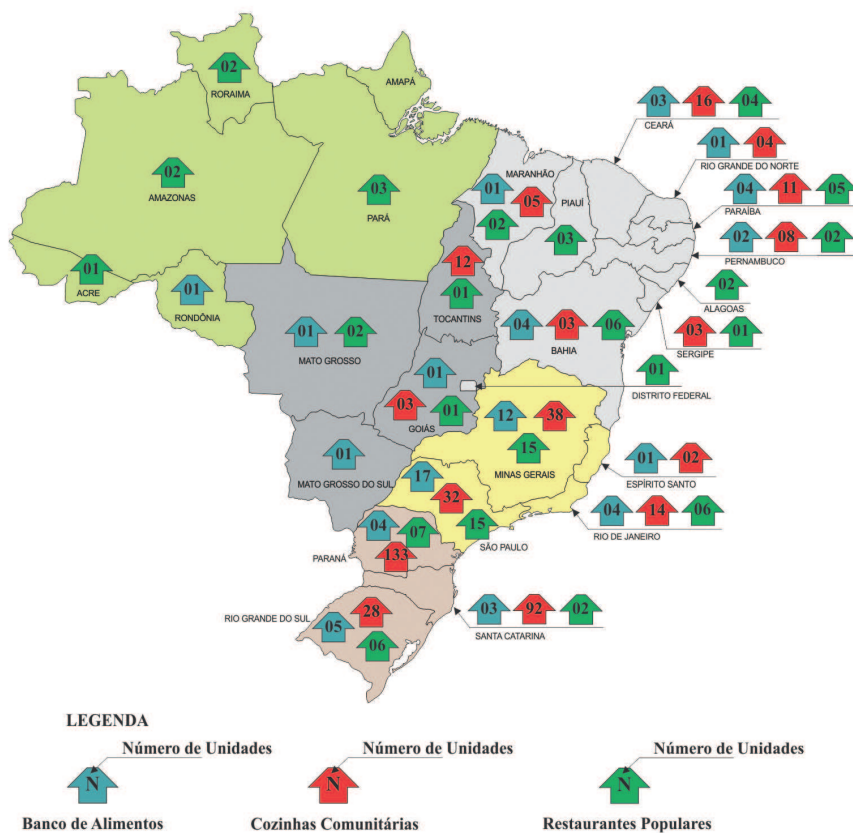 02
RORAIMA
AMAPÁ
03 16 04
CEARÁ
01 04
RIO GRANDE DO NORTE
02
AMAZONAS
03
PARÁ
MARANHÃO
01
05
02
PIAUÍ
03
04 11 05
PARAÍBA
02 08 02
PERNAMBUCO
02
ALAGOAS
03 01
SERGIPE
01
ACRE
01
RONDÔNIA
12
01
TOCANTINS
04 03 06
BAHIA
01 02
MATO GROSSO
01
DISTRITO FEDERAL
01
03 01
GOIÁS
12 38
15
MINAS GERAIS
01
MATO GROSSO DO SUL
01 02
ESPÍRITO SANTO
17
32
15
SÃO PAULO
04 14 06
RIO DE JANEIRO
04 07
PARANÁ
133
03 92 02
SANTA CATARINA
RIO GRANDE DO SUL
28
05
06
LEGENDA
Número de Unidades
N
Banco de Alimentos
Número de Unidades
N
Cozinhas Comunitárias
Número de Unidades
N
Restaurantes Populares